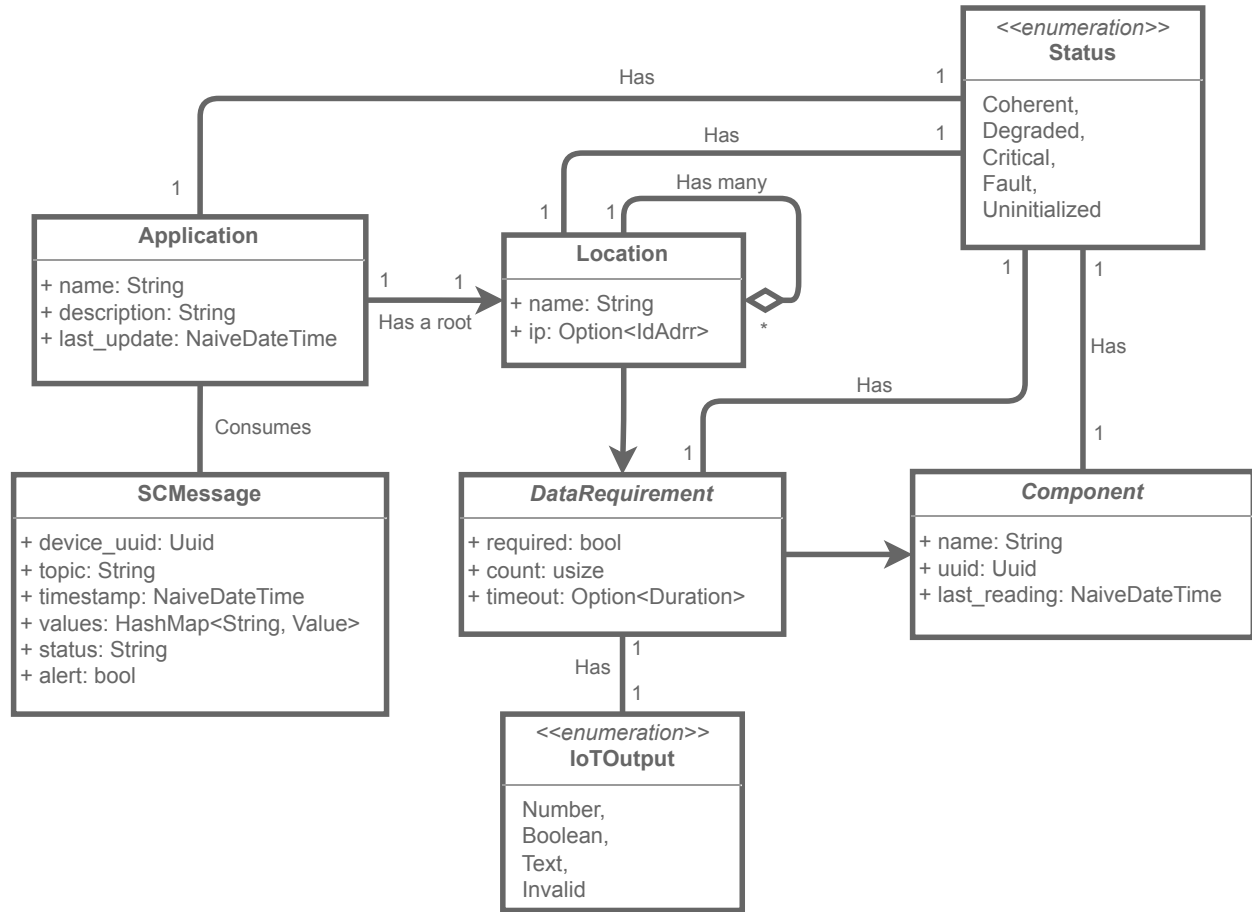 <<enumeration>>
Status
Coherent,
Degraded,
Critical,
Fault,
Uninitialized
Has
1
1
Has
1
1
Has many
1
*
Application
+ name: String
+ description: String
+ last_update: NaiveDateTime
1
1
Has a root
Location
+ name: String
+ ip: Option<IdAdrr>
1
Has
1
1
Has
1
Consumes
SCMessage
+ device_uuid: Uuid
+ topic: String
+ timestamp: NaiveDateTime
+ values: HashMap<String, Value>
+ status: String
+ alert: bool
DataRequirement
+ required: bool
+ count: usize
+ timeout: Option<Duration>
Component
+ name: String
+ uuid: Uuid
+ last_reading: NaiveDateTime
1
Has
1
<<enumeration>>
IoTOutput
Number,
Boolean,
Text,
Invalid